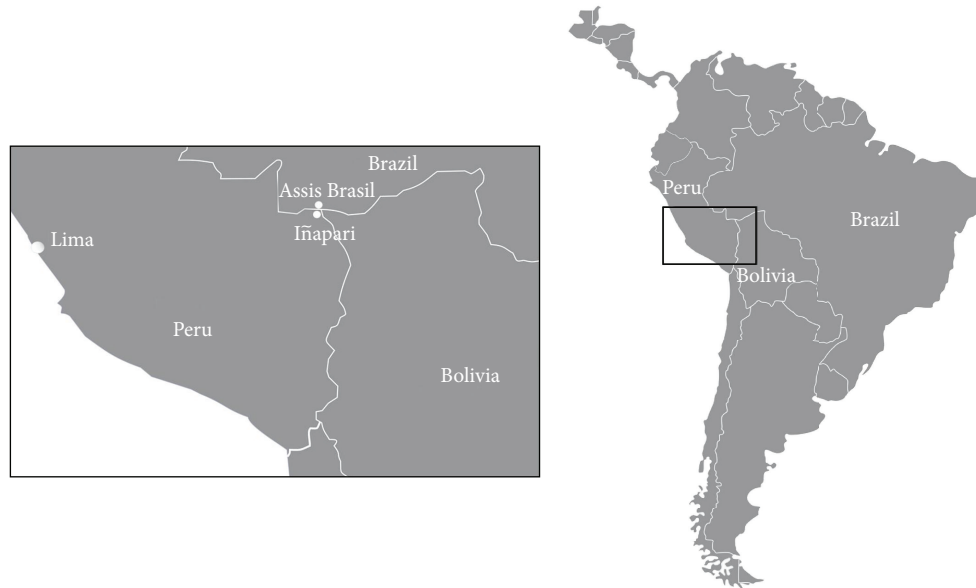 Brazil
Assis Brasil
Iñapari
Lima
Peru
Bolivia
Peru
Brazil
Bolivia